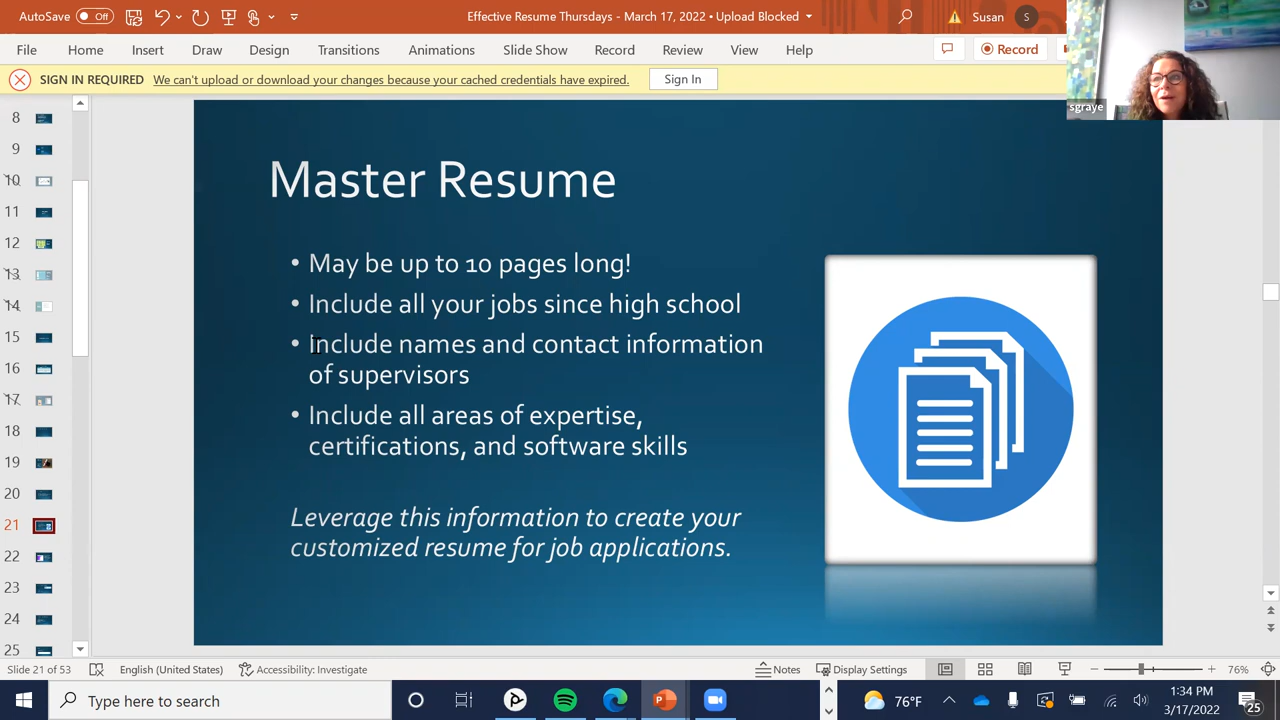 AutoSave Off
Effective Resume Thursdays - March 17, 2022 • Upload Blocked
Susan
S
File Home Insert Draw Design Transitions Animations Slide Show Record Review View Help
Record
SIGN IN REQUIRED We can't upload or download your changes because your cached credentials have expired. Sign In
sgraye
8
9
10
11
12
13
14
15
16
17
18
19
20
21
22
23
24
25
Master Resume
• May be up to 10 pages long!
• Include all your jobs since high school
• Include names and contact information
of supervisors
• Include all areas of expertise,
certifications, and software skills
Leverage this information to create your
customized resume for job applications.
Slide 21 of 53 English (United States) Accessibility: Investigate Notes Display Settings 76%
Type here to search
76°F
1:34 PM
3/17/2022
25